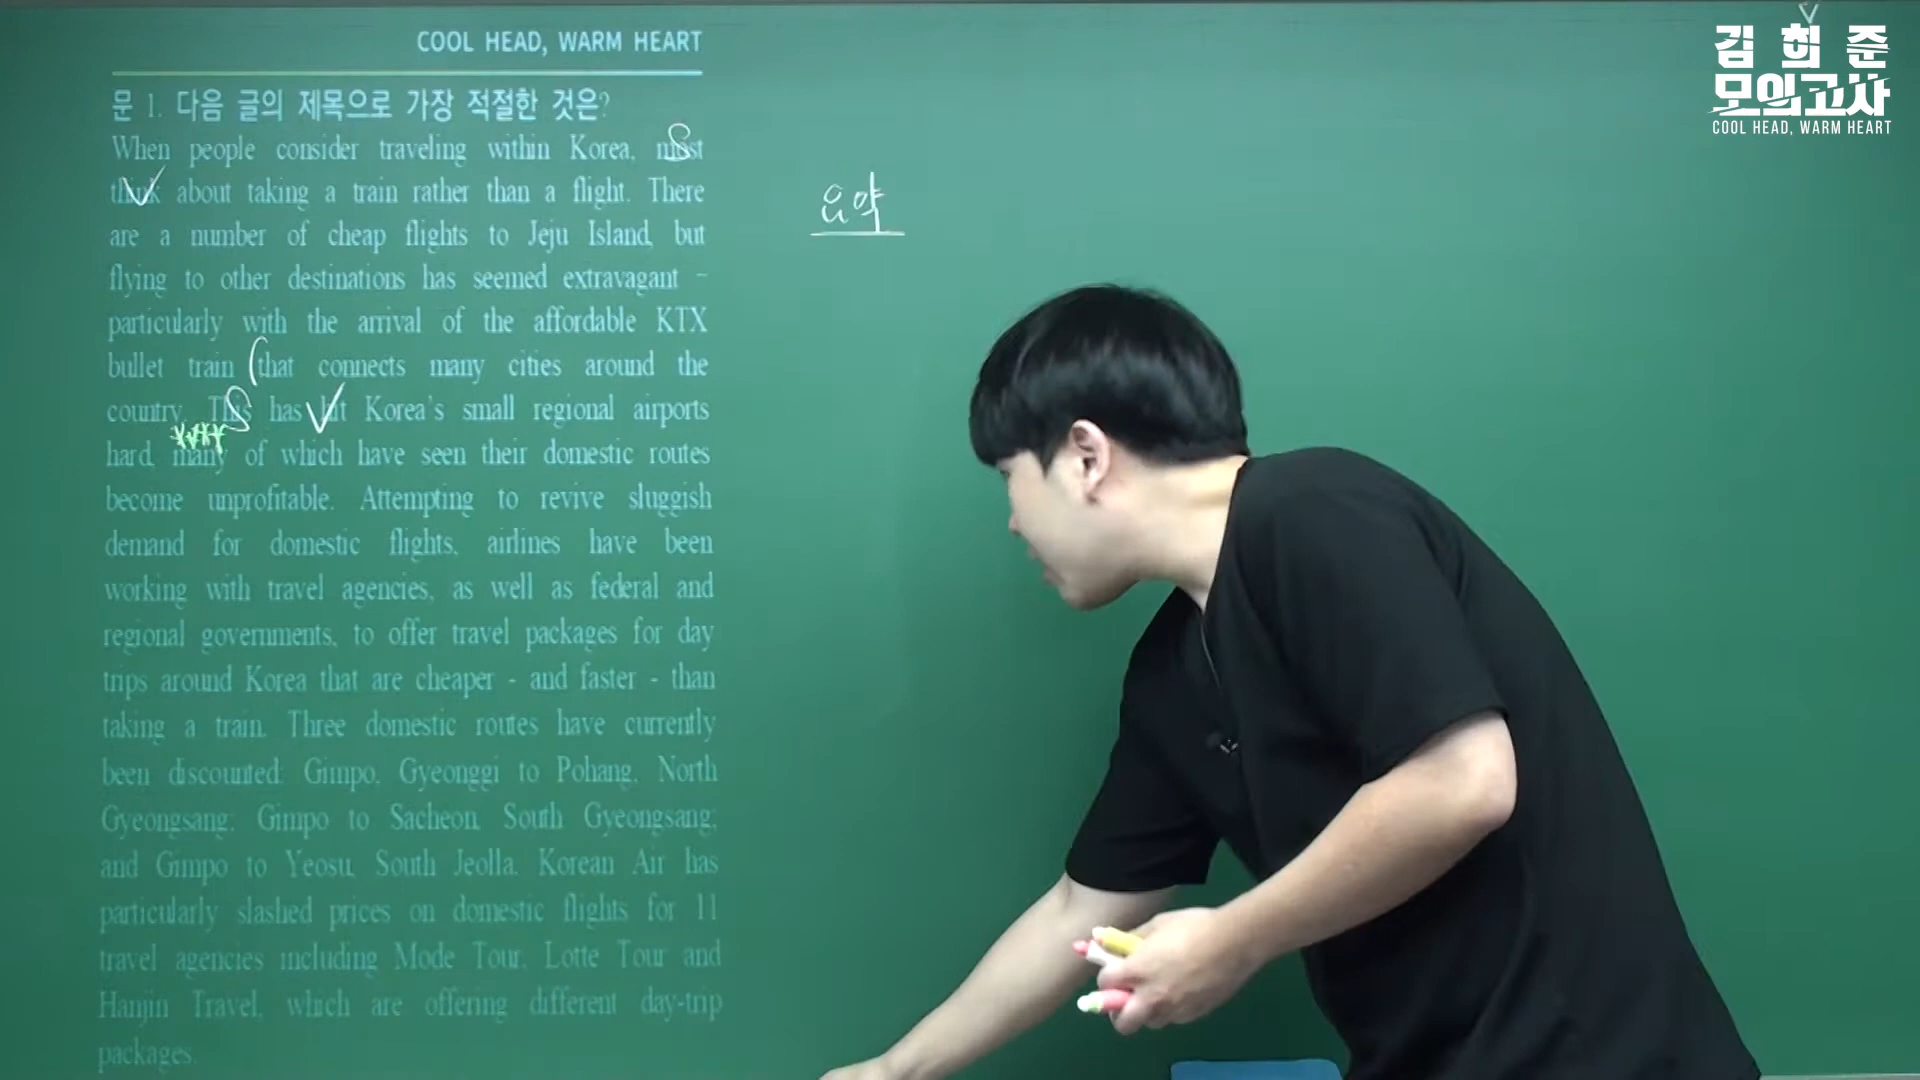 COOL HEAD, WARM HEART
문 1. 다음 글의 제목으로 가장 적절한 것은?
When people consider traveling within Korea, most
think about taking a train rather than a flight. There
are a number of cheap flights to Jeju Island, but
flying to other destinations has seemed extravagant –
particularly with the arrival of the affordable KTX
bullet train that connects many cities around the
country. This has hit Korea's small regional airports
hard, many of which have seen their domestic routes
become unprofitable. Attempting to revive sluggish
demand for domestic flights, airlines have been
working with travel agencies, as well as federal and
regional governments, to offer travel packages for day
trips around Korea that are cheaper - and faster - than
taking a train. Three domestic routes have currently
been discounted: Gimpo, Gyeonggi to Pohang, North
Gyeongsang; Gimpo to Sacheon, South Gyeongsang;
and Gimpo to Yeosu, South Jeolla. Korean Air has
particularly slashed prices on domestic flights for 11
travel agencies including Mode Tour, Lotte Tour and
Hanjin Travel, which are offering different day-trip
packages.
요약
김희준
모의고사
COOL HEAD, WARM HEART